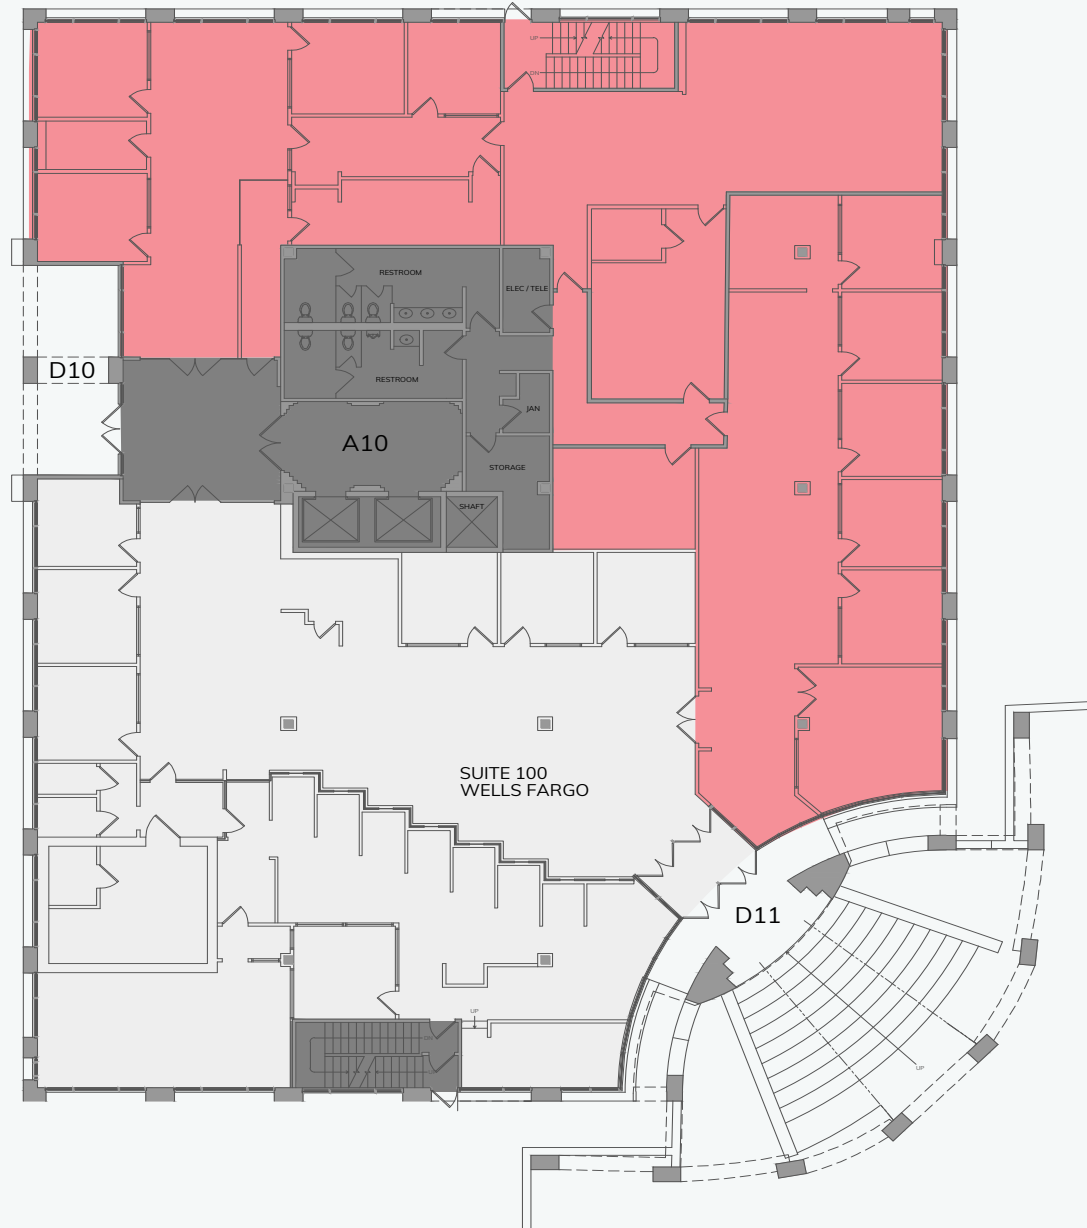 UP
DN
RESTROOM
ELEC / TELE
D10
RESTROOM
JAN
A10
STORAGE
SHAFT
SUITE 100
WELLS FARGO
D11
UP
DN
UP